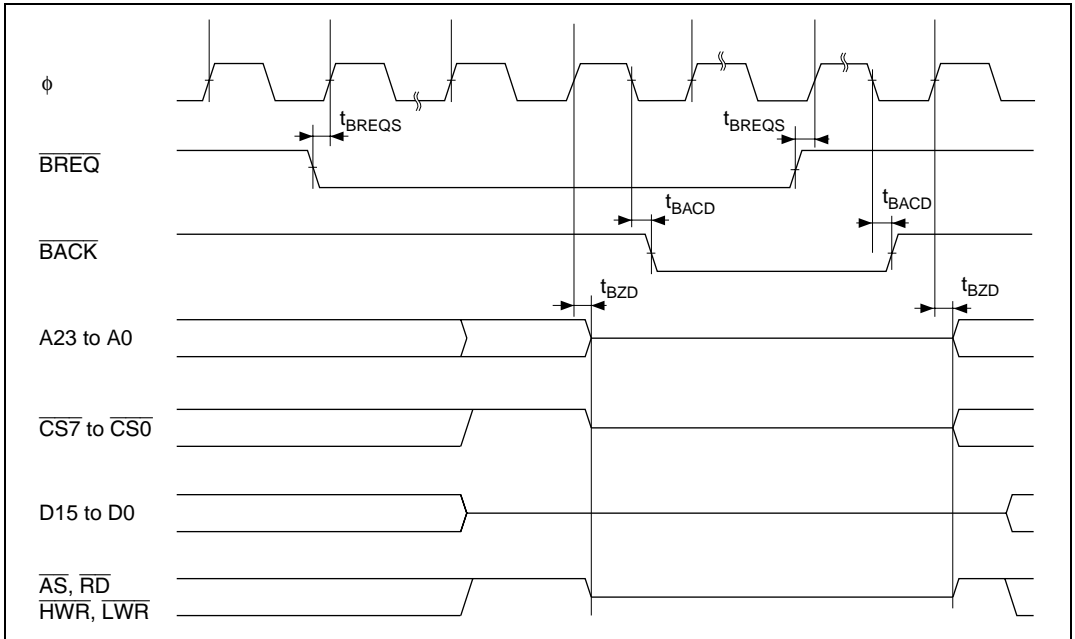 φ
tBREQS tBREQS
BREQ
tBACD tBACD
BACK
tBZD tBZD
A23 to A0
CS7 to CS0
D15 to D0
AS, RD
HWR, LWR